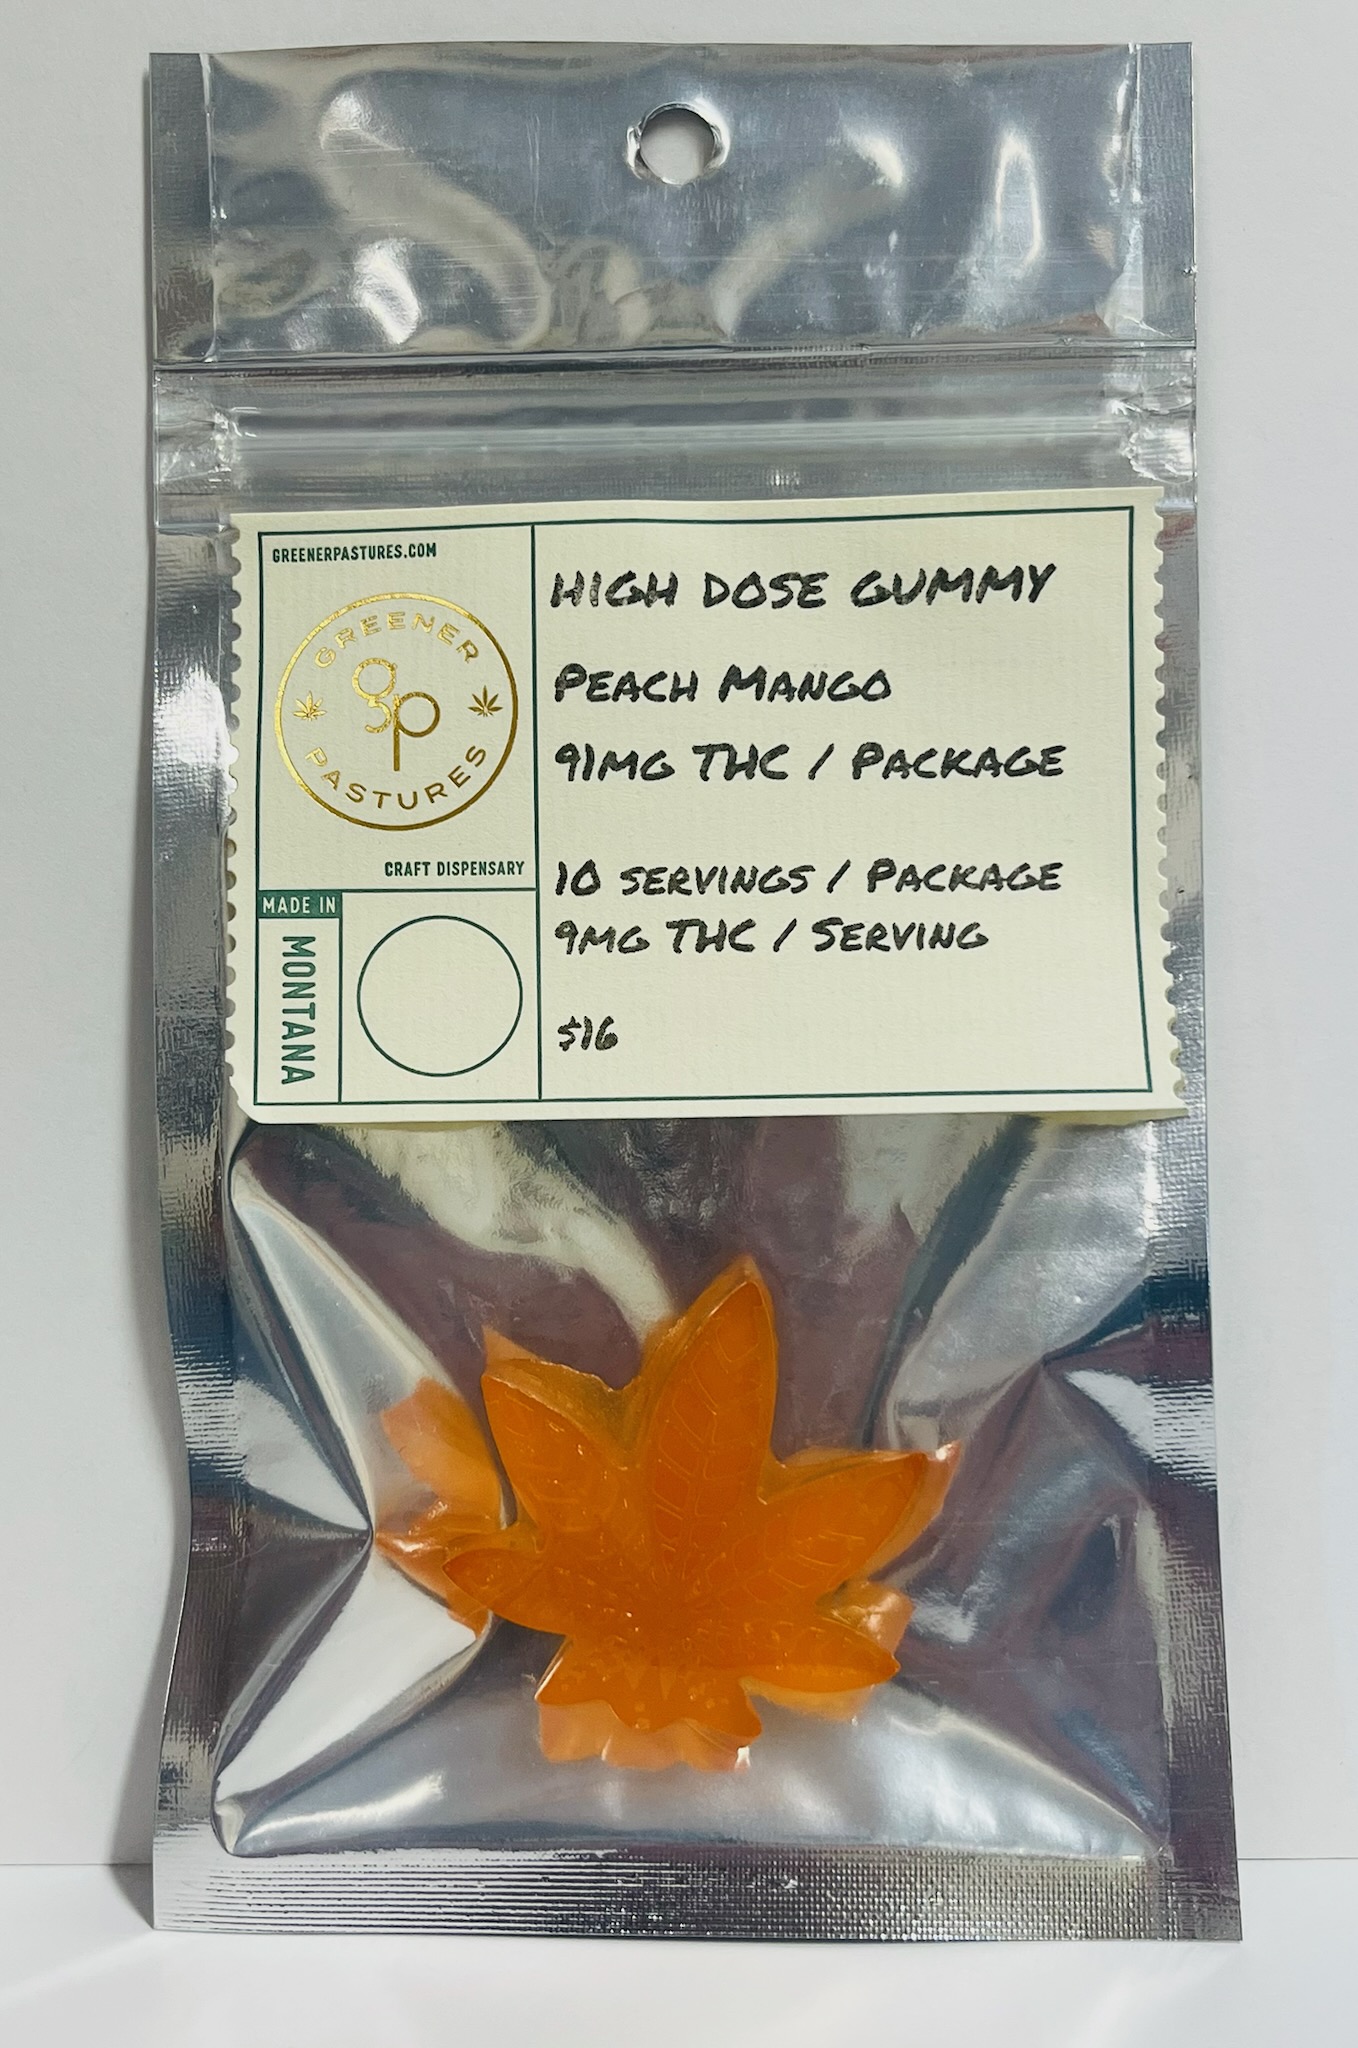 GREENERPASTURES.COM
GREENER
gp
PASTURES
CRAFT DISPENSARY
MADE IN
MONTANA
HIGH DOSE GUMMY
PEACH MANGO
91MG THC / PACKAGE
10 SERVINGS / PACKAGE
9MG THC / SERVING
$16